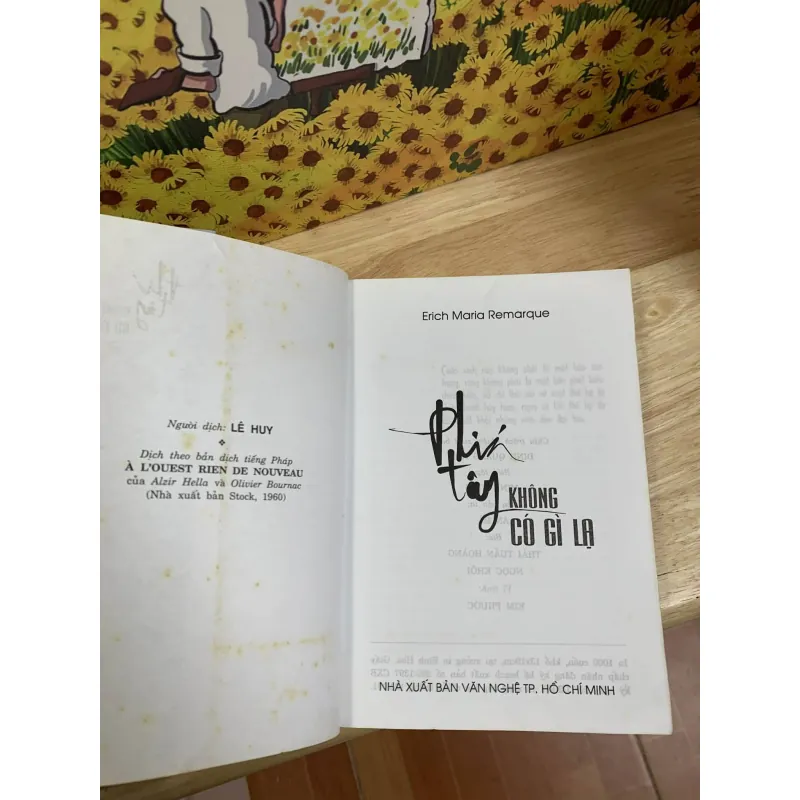 Người dịch: LÊ HUY
Dịch theo bản dịch tiếng Pháp
À L'OUEST RIEN DE NOUVEAU
của Alzir Hella và Olivier Bournac
(Nhà xuất bản Stock, 1960)
Erich Maria Remarque
Phía
tây KHÔNG
CÓ GÌ LẠ
NHÀ XUẤT BẢN VĂN NGHỆ TP. HỒ CHÍ MINH